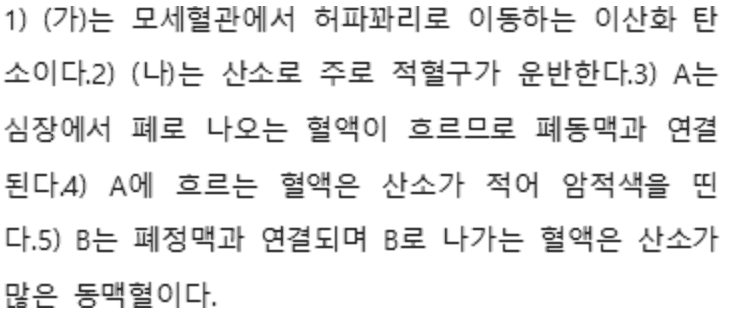 1) (가)는 모세혈관에서 허파꽈리로 이동하는 이산화 탄
소이다.2) (나)는 산소로 주로 적혈구가 운반한다.3) A는
심장에서 폐로 나오는 혈액이 흐르므로 폐동맥과 연결
된다.4) A에 흐르는 혈액은 산소가 적어 암적색을 띤
다.5) B는 폐정맥과 연결되며 B로 나가는 혈액은 산소가
많은 동맥혈이다.